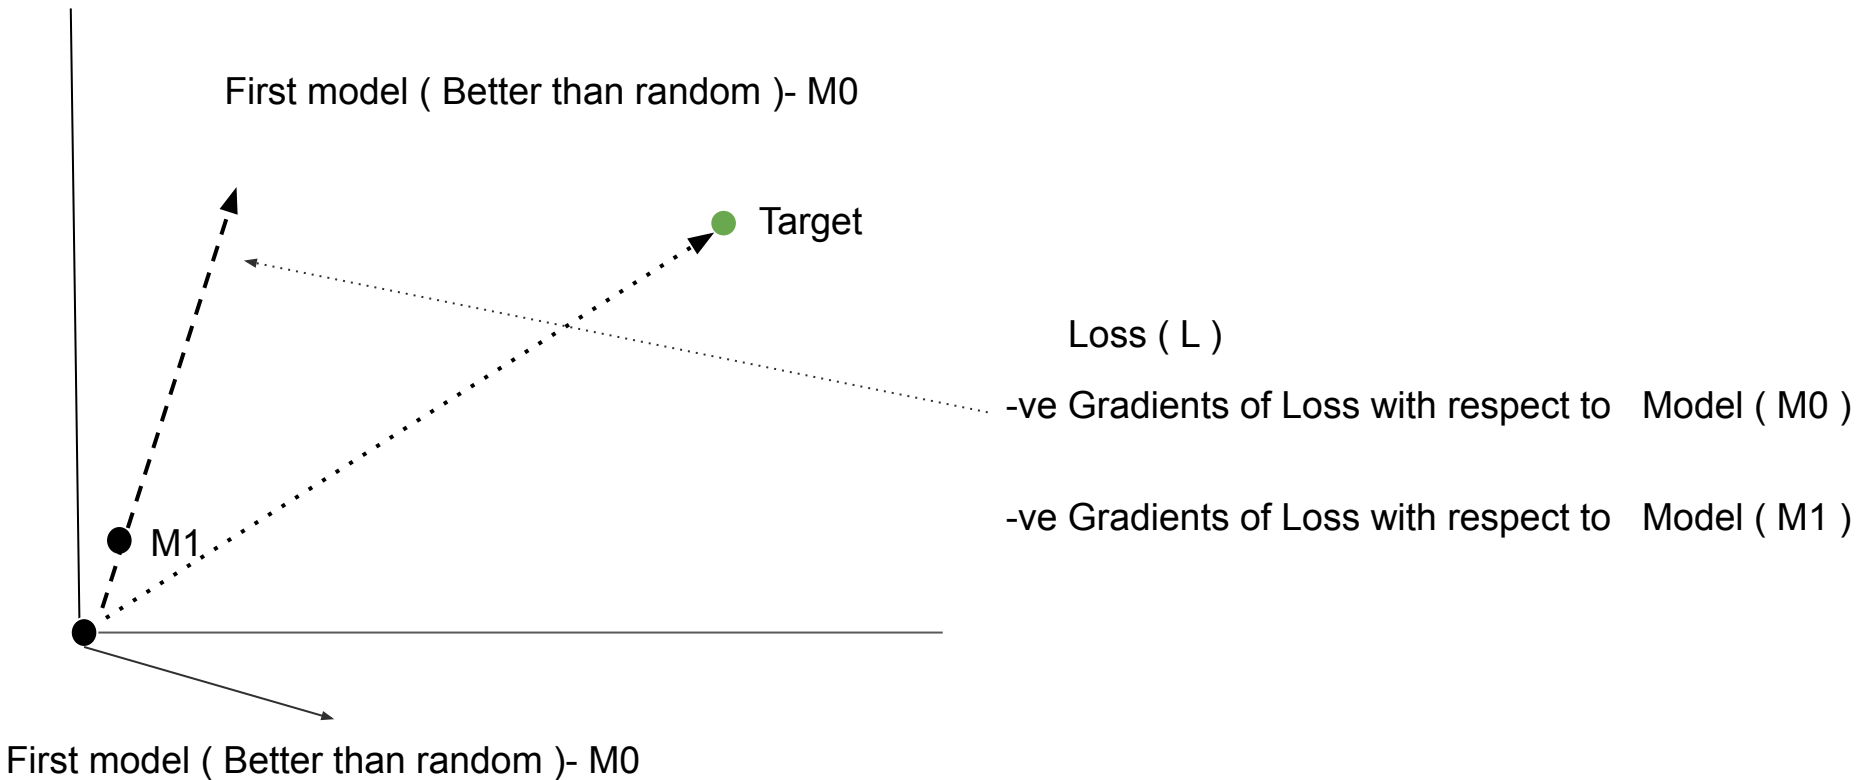 First model ( Better than random )- M0
Target
Loss ( L )
-ve Gradients of Loss with respect to Model ( M0 )
-ve Gradients of Loss with respect to Model ( M1 )
M1
First model ( Better than random )- M0